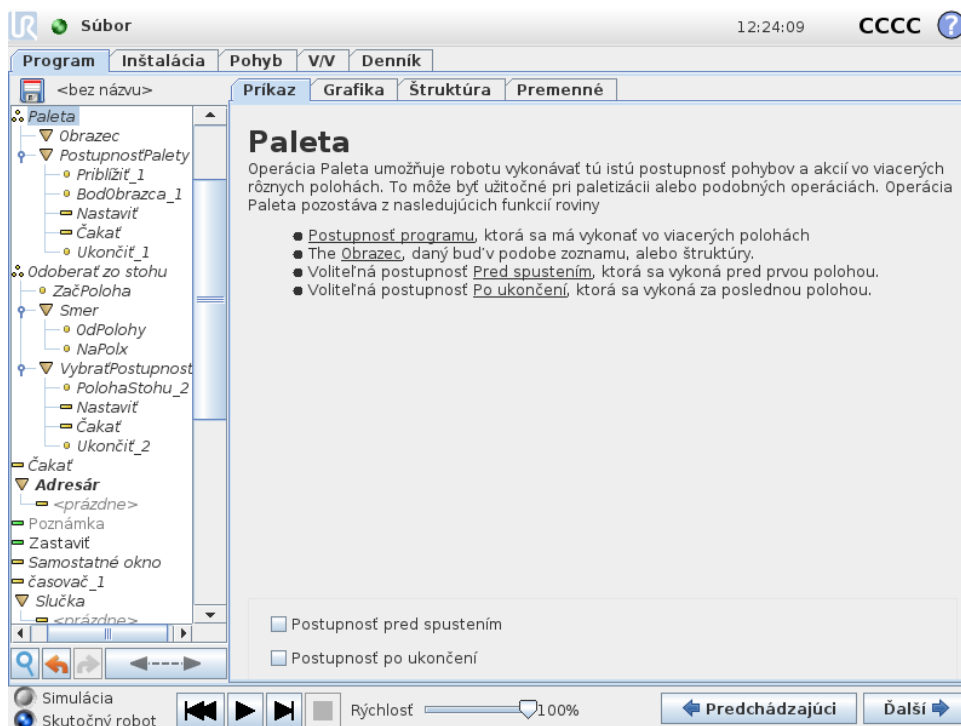 UR Súbor 12:24:09 CCCC ?
Program Inštalácia Pohyb V/V Denník
<bez názvu> Príkaz Grafika Štruktúra Premenné
Paleta
Obrazec
PostupnosťPalety
Priblížiť_1
BodObrazca_1
Nastaviť
Čakať
Ukončiť_1
Odoberať zo stohu
ZačPoloha
Smer
OdPolohy
NaPolx
VybraťPostupnost
PolohaStohu_2
Nastaviť
Čakať
Ukončiť_2
Čakať
Adresár
<prázdne>
Poznámka
Zastaviť
Samostatné okno
časovač_1
Slučka
<prázdne>
Paleta
Operácia Paleta umožňuje robotu vykonávať tú istú postupnosť pohybov a akcií vo viacerých
rôznych polohách. To môže byť užitočné pri paletizácii alebo podobných operáciách. Operácia
Paleta pozostáva z nasledujúcich funkcií roviny
Postupnosť programu, ktorá sa má vykonať vo viacerých polohách
The Obrazec, daný buď v podobe zoznamu, alebo štruktúry.
Voliteľná postupnosť Pred spustením, ktorá sa vykoná pred prvou polohou.
Voliteľná postupnosť Po ukončení, ktorá sa vykoná za poslednou polohou.
Postupnosť pred spustením
Postupnosť po ukončení
Simulácia
Skutočný robot
Rýchlosť 100% Predchádzajúci Ďalší